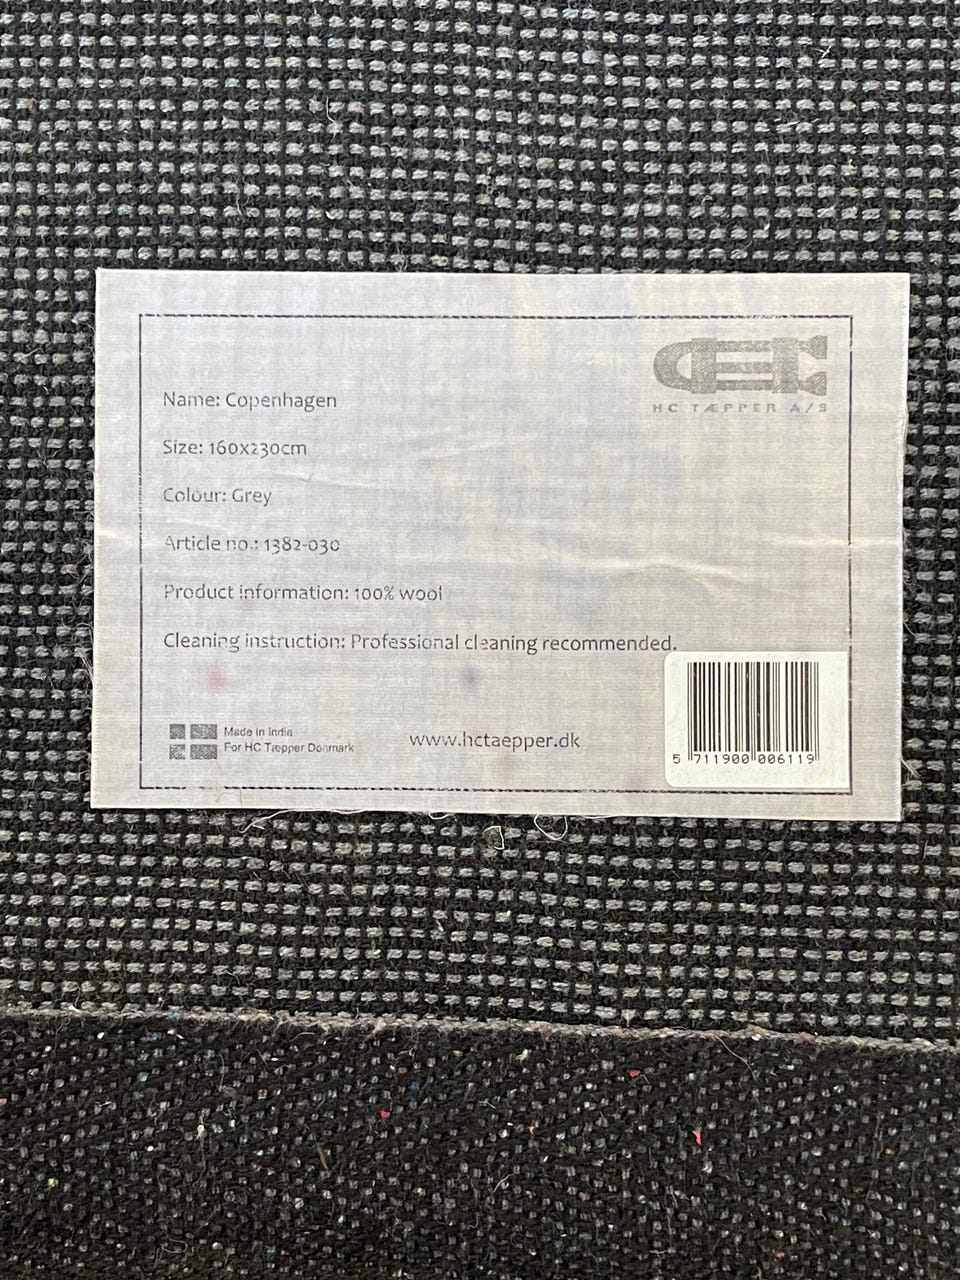 HC TÆPPER A/S
Name: Copenhagen
Size: 160x230cm
Colour: Grey
Article no.: 1382-030
Product information: 100% wool
Cleaning instruction: Professional cleaning recommended.
Made in India
For HC Tæpper Denmark
www.hctaepper.dk
5 711900 006119